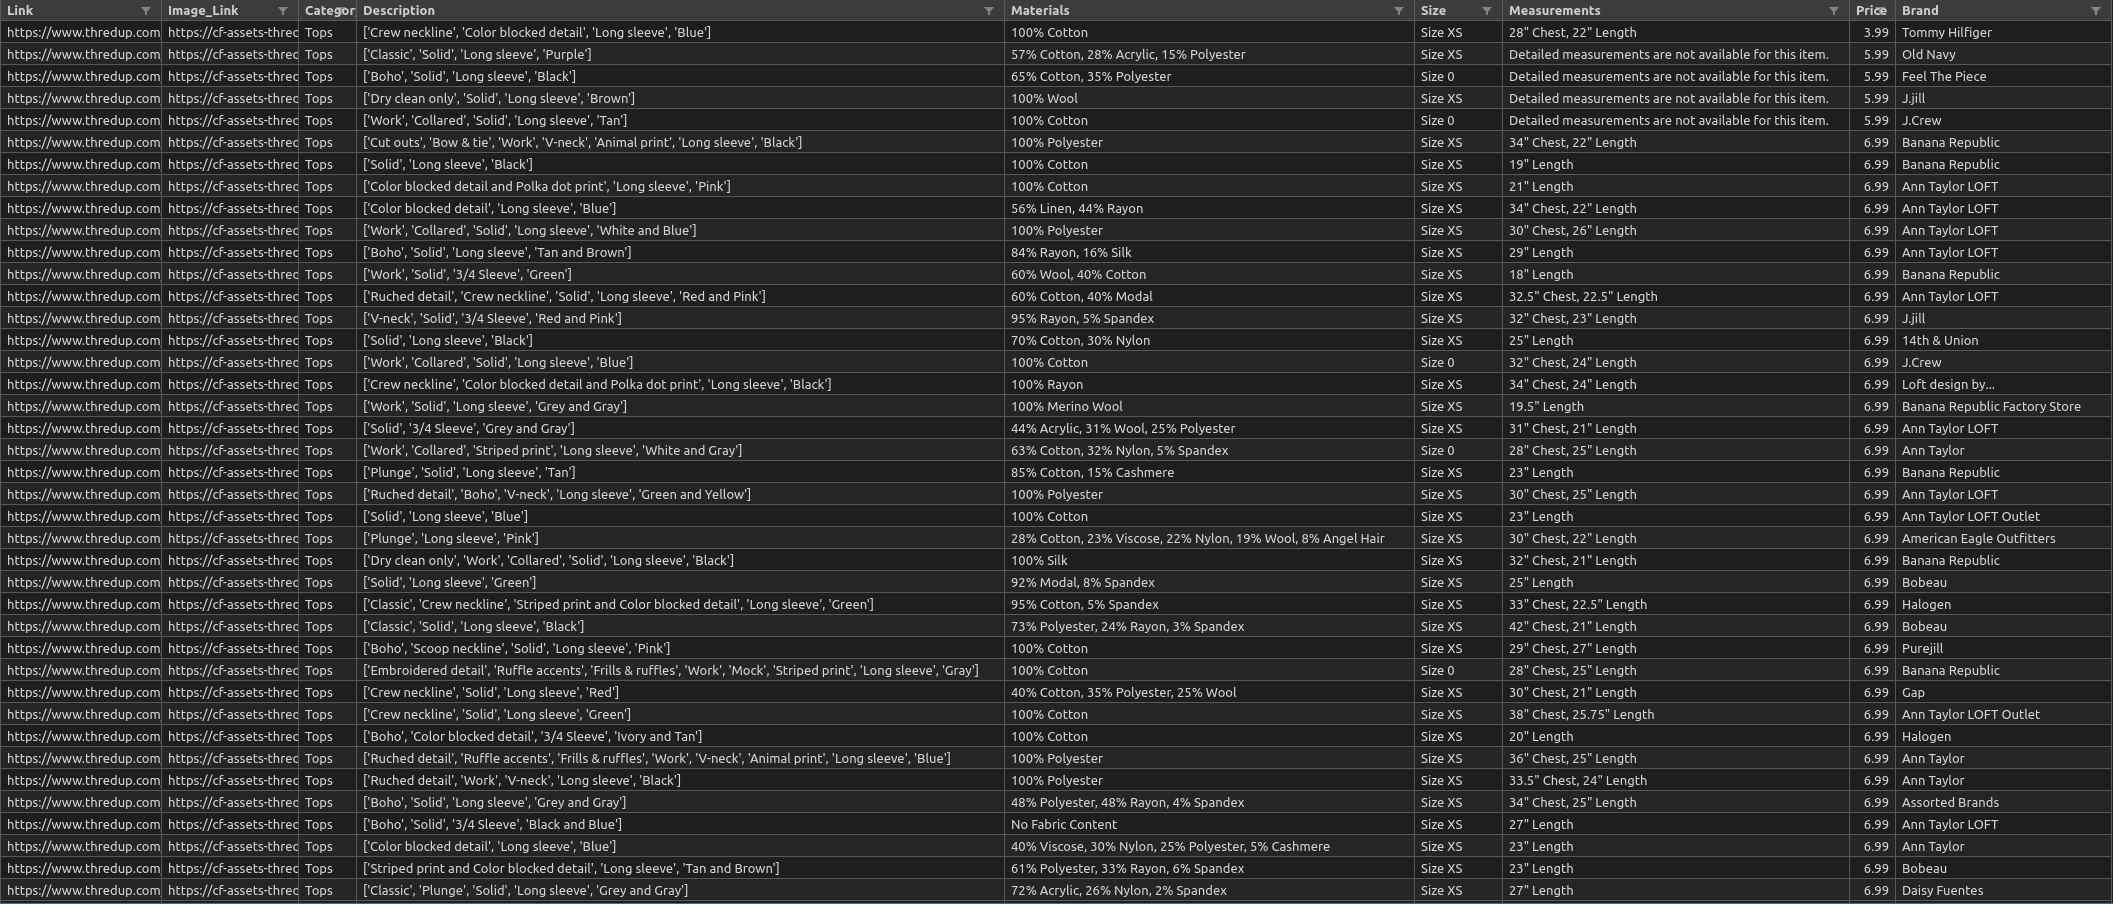 Link Image_Link Categor Description Materials Size Measurements Price Brand
https://www.thredup.com https://cf-assets-threc Tops ['Crew neckline', 'Color blocked detail', 'Long sleeve', 'Blue'] 100% Cotton Size XS 28" Chest, 22" Length 3.99 Tommy Hilfiger
https://www.thredup.com https://cf-assets-threc Tops ['Classic', 'Solid', 'Long sleeve', 'Purple'] 57% Cotton, 28% Acrylic, 15% Polyester Size XS Detailed measurements are not available for this item. 5.99 Old Navy
https://www.thredup.com https://cf-assets-threc Tops ['Boho', 'Solid', 'Long sleeve', 'Black'] 65% Cotton, 35% Polyester Size 0 Detailed measurements are not available for this item. 5.99 Feel The Piece
https://www.thredup.com https://cf-assets-threc Tops ['Dry clean only', 'Solid', 'Long sleeve', 'Brown'] 100% Wool Size XS Detailed measurements are not available for this item. 5.99 J.jill
https://www.thredup.com https://cf-assets-threc Tops ['Work', 'Collared', 'Solid', 'Long sleeve', 'Tan'] 100% Cotton Size 0 Detailed measurements are not available for this item. 5.99 J.Crew
https://www.thredup.com https://cf-assets-threc Tops ['Cut outs', 'Bow & tie', 'Work', 'V-neck', 'Animal print', 'Long sleeve', 'Black'] 100% Polyester Size XS 34" Chest, 22" Length 6.99 Banana Republic
https://www.thredup.com https://cf-assets-threc Tops ['Solid', 'Long sleeve', 'Black'] 100% Cotton Size XS 19" Length 6.99 Banana Republic
https://www.thredup.com https://cf-assets-threc Tops ['Color blocked detail and Polka dot print', 'Long sleeve', 'Pink'] 100% Cotton Size XS 21" Length 6.99 Ann Taylor LOFT
https://www.thredup.com https://cf-assets-threc Tops ['Color blocked detail', 'Long sleeve', 'Blue'] 56% Linen, 44% Rayon Size XS 34" Chest, 22" Length 6.99 Ann Taylor LOFT
https://www.thredup.com https://cf-assets-threc Tops ['Work', 'Collared', 'Solid', 'Long sleeve', 'White and Blue'] 100% Polyester Size XS 30" Chest, 26" Length 6.99 Ann Taylor LOFT
https://www.thredup.com https://cf-assets-threc Tops ['Boho', 'Solid', 'Long sleeve', 'Tan and Brown'] 84% Rayon, 16% Silk Size XS 29" Length 6.99 Ann Taylor LOFT
https://www.thredup.com https://cf-assets-threc Tops ['Work', 'Solid', '3/4 Sleeve', 'Green'] 60% Wool, 40% Cotton Size XS 18" Length 6.99 Banana Republic
https://www.thredup.com https://cf-assets-threc Tops ['Ruched detail', 'Crew neckline', 'Solid', 'Long sleeve', 'Red and Pink'] 60% Cotton, 40% Modal Size XS 32.5" Chest, 22.5" Length 6.99 Ann Taylor LOFT
https://www.thredup.com https://cf-assets-threc Tops ['V-neck', 'Solid', '3/4 Sleeve', 'Red and Pink'] 95% Rayon, 5% Spandex Size XS 32" Chest, 23" Length 6.99 J.jill
https://www.thredup.com https://cf-assets-threc Tops ['Solid', 'Long sleeve', 'Black'] 70% Cotton, 30% Nylon Size XS 25" Length 6.99 14th & Union
https://www.thredup.com https://cf-assets-threc Tops ['Work', 'Collared', 'Solid', 'Long sleeve', 'Blue'] 100% Cotton Size 0 32" Chest, 24" Length 6.99 J.Crew
https://www.thredup.com https://cf-assets-threc Tops ['Crew neckline', 'Color blocked detail and Polka dot print', 'Long sleeve', 'Black'] 100% Rayon Size XS 34" Chest, 24" Length 6.99 Loft design by...
https://www.thredup.com https://cf-assets-threc Tops ['Work', 'Solid', 'Long sleeve', 'Grey and Gray'] 100% Merino Wool Size XS 19.5" Length 6.99 Banana Republic Factory Store
https://www.thredup.com https://cf-assets-threc Tops ['Solid', '3/4 Sleeve', 'Grey and Gray'] 44% Acrylic, 31% Wool, 25% Polyester Size XS 31" Chest, 21" Length 6.99 Ann Taylor LOFT
https://www.thredup.com https://cf-assets-threc Tops ['Work', 'Collared', 'Striped print', 'Long sleeve', 'White and Gray'] 63% Cotton, 32% Nylon, 5% Spandex Size 0 28" Chest, 25" Length 6.99 Ann Taylor
https://www.thredup.com https://cf-assets-threc Tops ['Plunge', 'Solid', 'Long sleeve', 'Tan'] 85% Cotton, 15% Cashmere Size XS 23" Length 6.99 Banana Republic
https://www.thredup.com https://cf-assets-threc Tops ['Ruched detail', 'Boho', 'V-neck', 'Long sleeve', 'Green and Yellow'] 100% Polyester Size XS 30" Chest, 25" Length 6.99 Ann Taylor LOFT
https://www.thredup.com https://cf-assets-threc Tops ['Solid', 'Long sleeve', 'Blue'] 100% Cotton Size XS 23" Length 6.99 Ann Taylor LOFT Outlet
https://www.thredup.com https://cf-assets-threc Tops ['Plunge', 'Long sleeve', 'Pink'] 28% Cotton, 23% Viscose, 22% Nylon, 19% Wool, 8% Angel Hair Size XS 30" Chest, 22" Length 6.99 American Eagle Outfitters
https://www.thredup.com https://cf-assets-threc Tops ['Dry clean only', 'Work', 'Collared', 'Solid', 'Long sleeve', 'Black'] 100% Silk Size XS 32" Chest, 21" Length 6.99 Banana Republic
https://www.thredup.com https://cf-assets-threc Tops ['Solid', 'Long sleeve', 'Green'] 92% Modal, 8% Spandex Size XS 25" Length 6.99 Bobeau
https://www.thredup.com https://cf-assets-threc Tops ['Classic', 'Crew neckline', 'Striped print and Color blocked detail', 'Long sleeve', 'Green'] 95% Cotton, 5% Spandex Size XS 33" Chest, 22.5" Length 6.99 Halogen
https://www.thredup.com https://cf-assets-threc Tops ['Classic', 'Solid', 'Long sleeve', 'Black'] 73% Polyester, 24% Rayon, 3% Spandex Size XS 42" Chest, 21" Length 6.99 Bobeau
https://www.thredup.com https://cf-assets-threc Tops ['Boho', 'Scoop neckline', 'Solid', 'Long sleeve', 'Pink'] 100% Cotton Size XS 29" Chest, 27" Length 6.99 Purejill
https://www.thredup.com https://cf-assets-threc Tops ['Embroidered detail', 'Ruffle accents', 'Frills & ruffles', 'Work', 'Mock', 'Striped print', 'Long sleeve', 'Gray'] 100% Cotton Size 0 28" Chest, 25" Length 6.99 Banana Republic
https://www.thredup.com https://cf-assets-threc Tops ['Crew neckline', 'Solid', 'Long sleeve', 'Red'] 40% Cotton, 35% Polyester, 25% Wool Size XS 30" Chest, 21" Length 6.99 Gap
https://www.thredup.com https://cf-assets-threc Tops ['Crew neckline', 'Solid', 'Long sleeve', 'Green'] 100% Cotton Size XS 38" Chest, 25.75" Length 6.99 Ann Taylor LOFT Outlet
https://www.thredup.com https://cf-assets-threc Tops ['Boho', 'Color blocked detail', '3/4 Sleeve', 'Ivory and Tan'] 100% Cotton Size XS 20" Length 6.99 Halogen
https://www.thredup.com https://cf-assets-threc Tops ['Ruched detail', 'Ruffle accents', 'Frills & ruffles', 'Work', 'V-neck', 'Animal print', 'Long sleeve', 'Blue'] 100% Polyester Size XS 36" Chest, 25" Length 6.99 Ann Taylor
https://www.thredup.com https://cf-assets-threc Tops ['Ruched detail', 'Work', 'V-neck', 'Long sleeve', 'Black'] 100% Polyester Size XS 33.5" Chest, 24" Length 6.99 Ann Taylor
https://www.thredup.com https://cf-assets-threc Tops ['Boho', 'Solid', 'Long sleeve', 'Grey and Gray'] 48% Polyester, 48% Rayon, 4% Spandex Size XS 34" Chest, 25" Length 6.99 Assorted Brands
https://www.thredup.com https://cf-assets-threc Tops ['Boho', 'Solid', '3/4 Sleeve', 'Black and Blue'] No Fabric Content Size XS 27" Length 6.99 Ann Taylor LOFT
https://www.thredup.com https://cf-assets-threc Tops ['Color blocked detail', 'Long sleeve', 'Blue'] 40% Viscose, 30% Nylon, 25% Polyester, 5% Cashmere Size XS 23" Length 6.99 Ann Taylor
https://www.thredup.com https://cf-assets-threc Tops ['Striped print and Color blocked detail', 'Long sleeve', 'Tan and Brown'] 61% Polyester, 33% Rayon, 6% Spandex Size XS 23" Length 6.99 Bobeau
https://www.thredup.com https://cf-assets-threc Tops ['Classic', 'Plunge', 'Solid', 'Long sleeve', 'Grey and Gray'] 72% Acrylic, 26% Nylon, 2% Spandex Size XS 27" Length 6.99 Daisy Fuentes